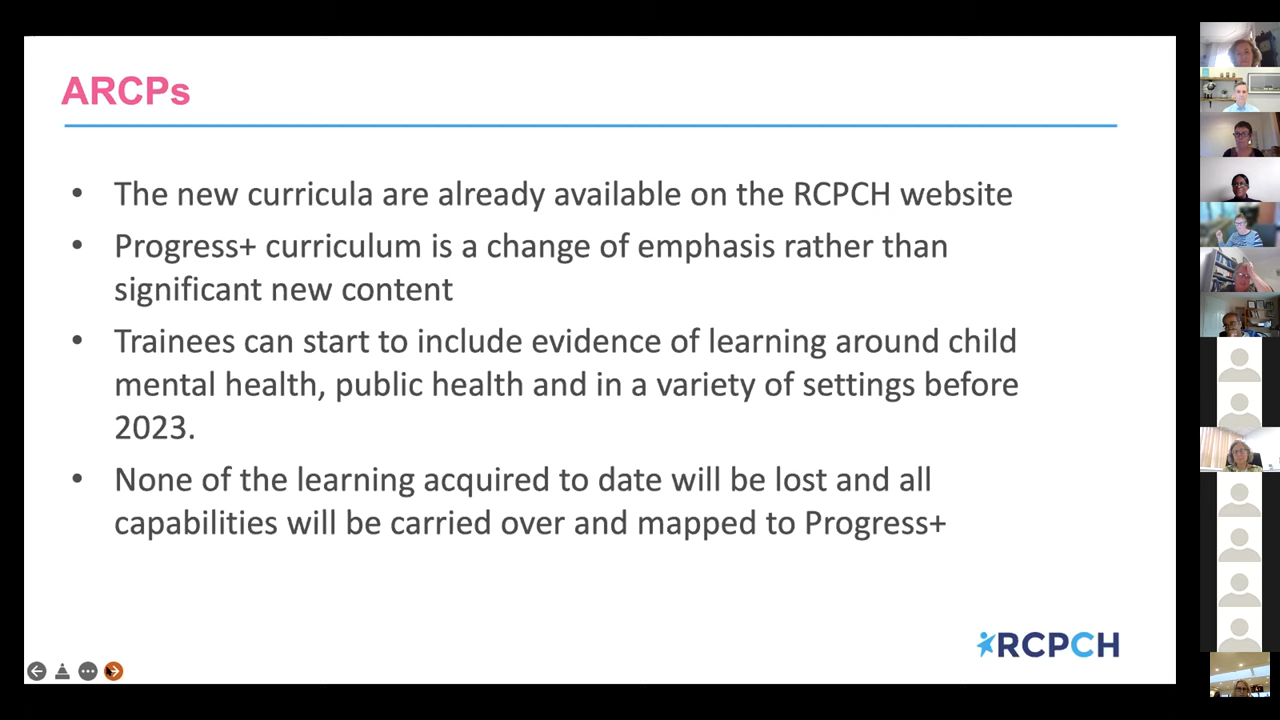 ARCPs
• The new curricula are already available on the RCPCH website
• Progress+ curriculum is a change of emphasis rather than
significant new content
• Trainees can start to include evidence of learning around child
mental health, public health and in a variety of settings before
2023.
• None of the learning acquired to date will be lost and all
capabilities will be carried over and mapped to Progress+
RCPCH